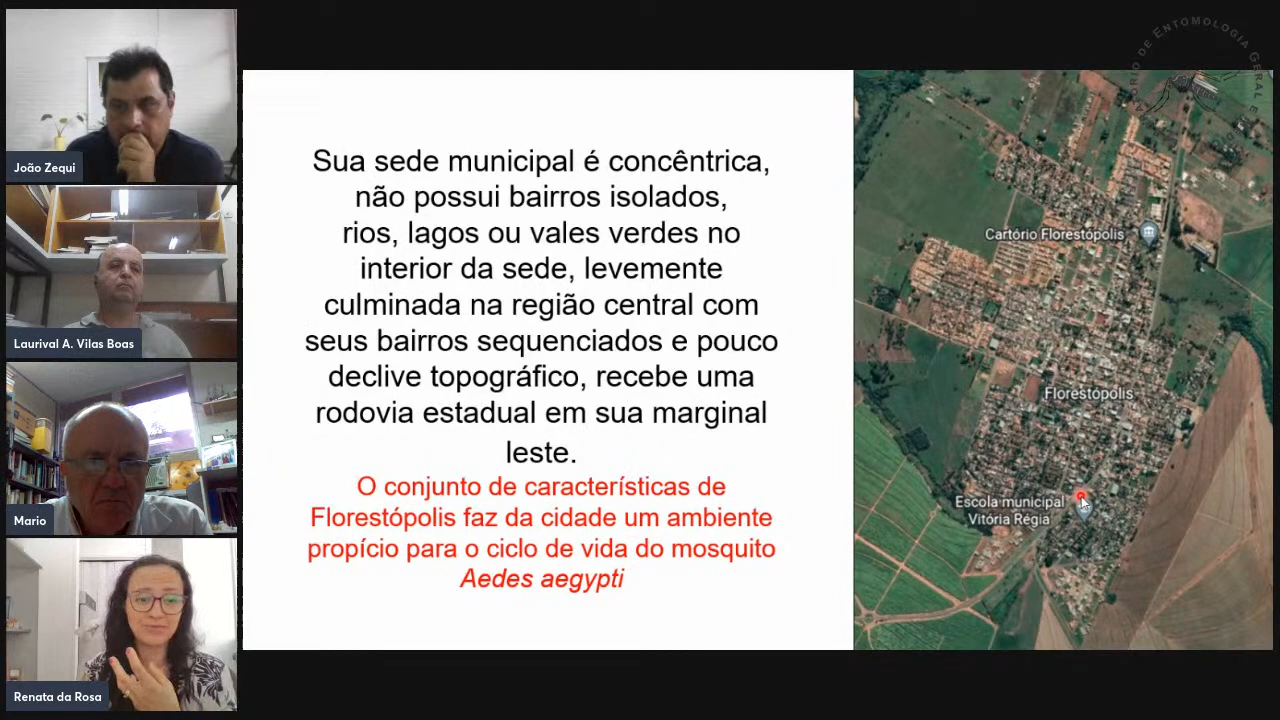 João Zequi
Laurival A. Vilas Boas
Mario
Renata da Rosa
Sua sede municipal é concêntrica,
não possui bairros isolados,
rios, lagos ou vales verdes no
interior da sede, levemente
culminada na região central com
seus bairros sequenciados e pouco
declive topográfico, recebe uma
rodovia estadual em sua marginal
leste.
O conjunto de características de
Florestópolis faz da cidade um ambiente
propício para o ciclo de vida do mosquito
Aedes aegypti
Cartório Florestópolis
Florestópolis
Escola municipal
Vitória Régia
DE ENTOMOLOGIA GERAL E